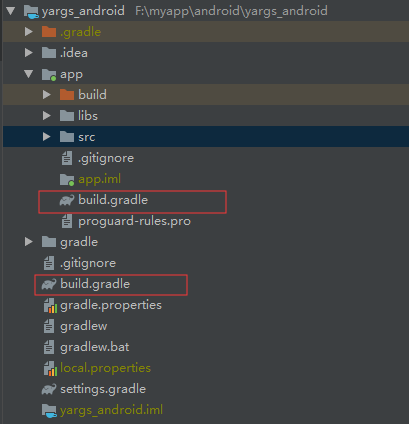 yargs_android F:\myapp\android\yargs_android
.gradle
.idea
app
build
libs
src
.gitignore
app.iml
build.gradle
proguard-rules.pro
gradle
.gitignore
build.gradle
gradle.properties
gradlew
gradlew.bat
local.properties
settings.gradle
yargs_android.iml